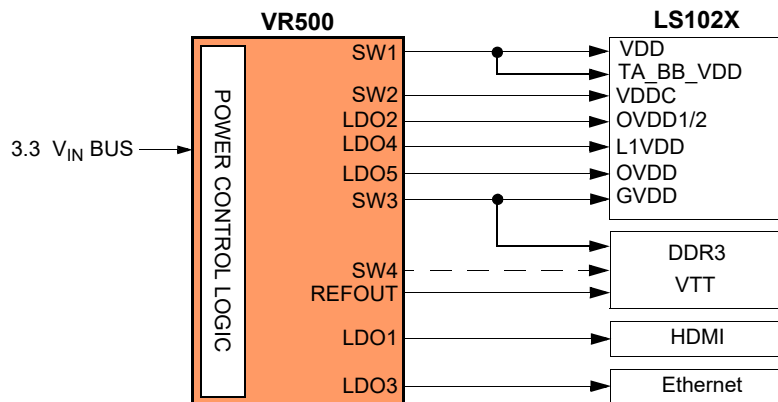 VR500 LS102X
SW1 VDD
TA_BB_VDD
SW2 VDDC
LDO2 OVDD1/2
LDO4 L1VDD
LDO5 OVDD
SW3 GVDD
3.3 VIN BUS
POWER CONTROL LOGIC
DDR3
SW4 VTT
REFOUT
LDO1 HDMI
LDO3 Ethernet